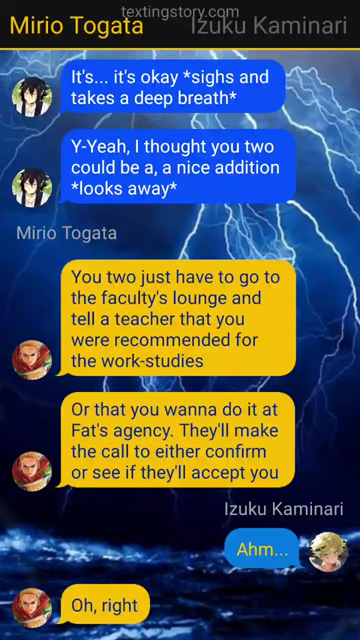 textingstory.com
Mirio Togata Izuku Kaminari
It's... it's okay *sighs and
takes a deep breath*
Y-Yeah, I thought you two
could be a, a nice addition
*looks away*
Mirio Togata
You two just have to go to
the faculty's lounge and
tell a teacher that you
were recommended for
the work-studies
Or that you wanna do it at
Fat's agency. They'll make
the call to either confirm
or see if they'll accept you
Izuku Kaminari
Ahm...
Oh, right